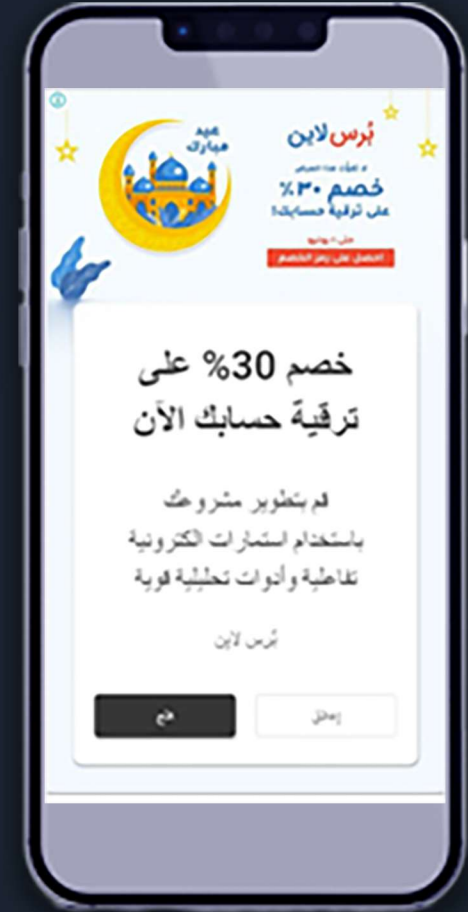 عيد
مبارك
بُرس لاين
خصم ٣٠٪
على ترقية حسابك!
احصل على رمز الخصم
خصم 30% على
ترقية حسابك الآن
قم بتطوير مشروعك
باستخدام استمارات الكترونية
تفاعلية وأدوات تحليلية قوية
بُرس لاين
إغلاق
فتح